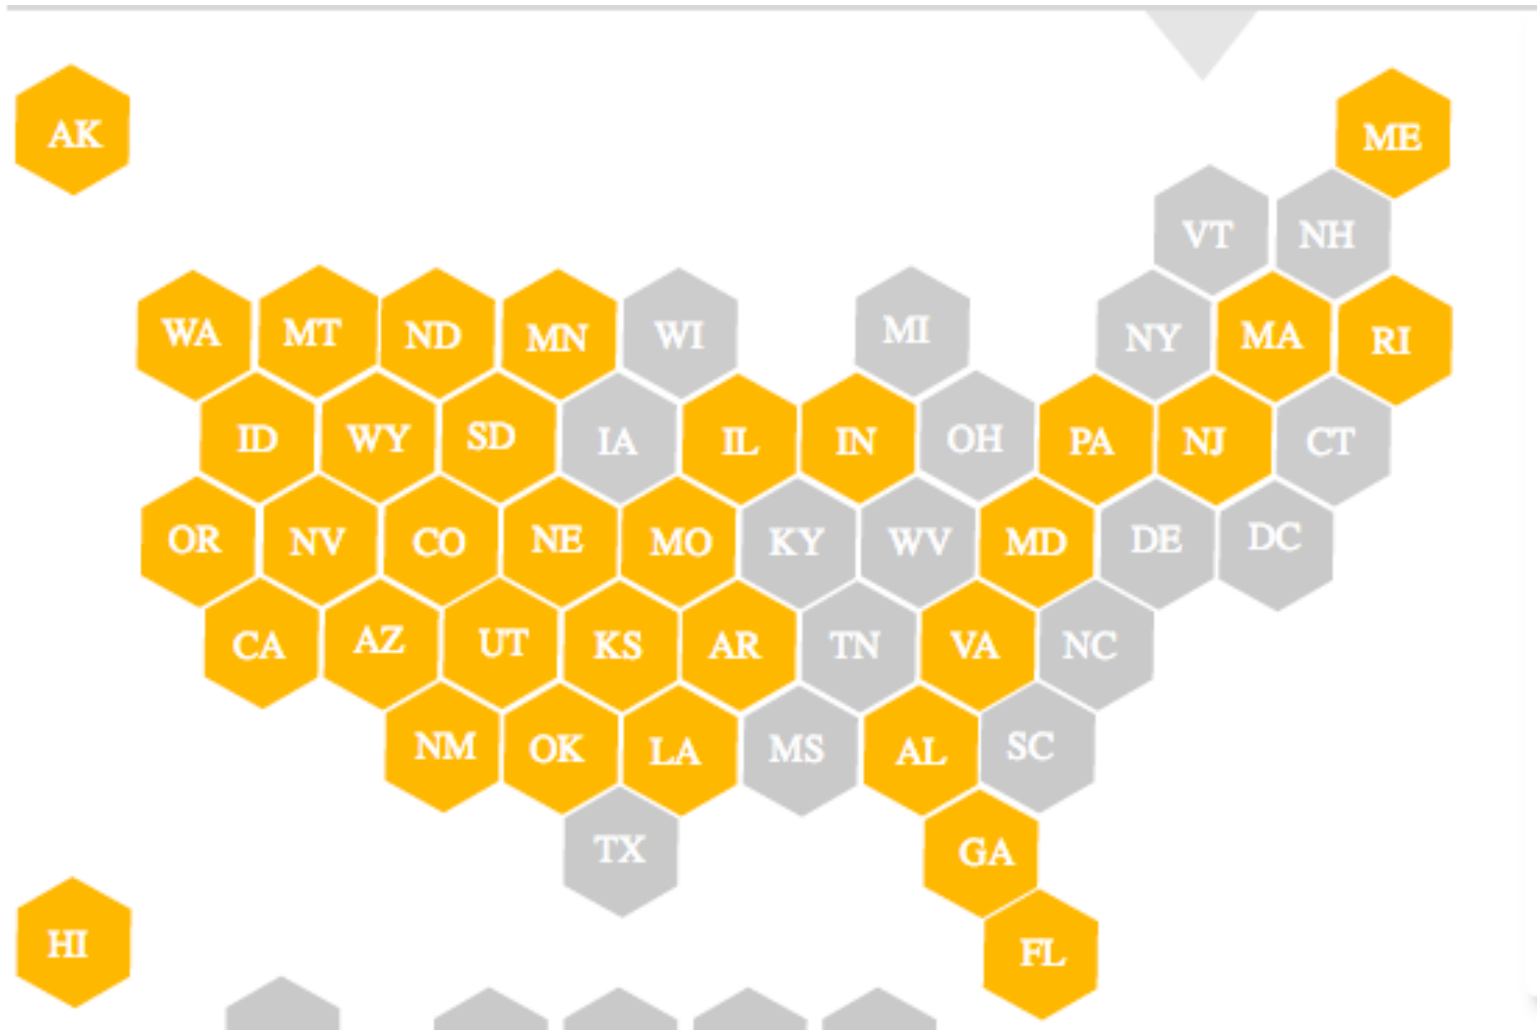 AK
ME
VT NH
WA MT ND MN WI MI NY MA RI
ID WY SD IA IL IN OH PA NJ CT
OR NV CO NE MO KY WV MD DE DC
CA AZ UT KS AR TN VA NC
NM OK LA MS AL SC
TX GA
HI FL